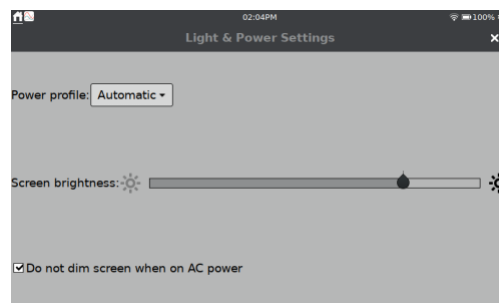 02:04PM
100%
Light & Power Settings
Power profile: Automatic
Screen brightness:
Do not dim screen when on AC power